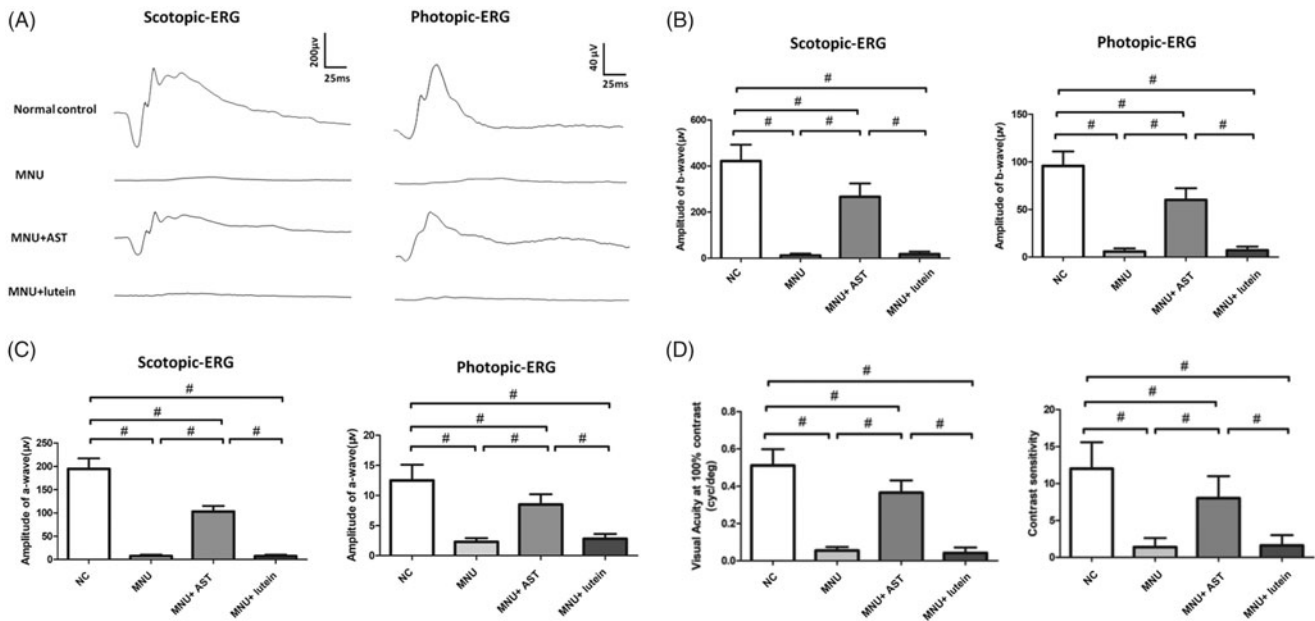 (A)
Scotopic-ERG
Photopic-ERG
200μv
25ms
40 μV
25ms
Normal control
MNU
MNU+AST
MNU+lutein
(B)
Scotopic-ERG
Photopic-ERG
#
#
# # #
Amplitude of b-wave(μv)
600
400
200
0
NC
MNU
MNU+ AST
MNU+ lutein
#
#
# # #
Amplitude of b-wave(μv)
150
100
50
0
NC
MNU
MNU+ AST
MNU+ lutein
(C)
Scotopic-ERG
Photopic-ERG
#
#
# # #
Amplitude of a-wave(μv)
250
200
150
100
50
0
NC
MNU
MNU+ AST
MNU+ lutein
#
#
# # #
Amplitude of a-wave(μv)
20
15
10
5
0
NC
MNU
MNU+ AST
MNU+ lutein
(D)
#
#
# # #
Visual Acuity at 100% contrast
(cyc/deg)
0.8
0.6
0.4
0.2
0.0
NC
MNU
MNU+ AST
MNU+ lutein
#
#
# # #
Contrast sensitivity
20
15
10
5
0
NC
MNU
MNU+ AST
MNU+ lutein